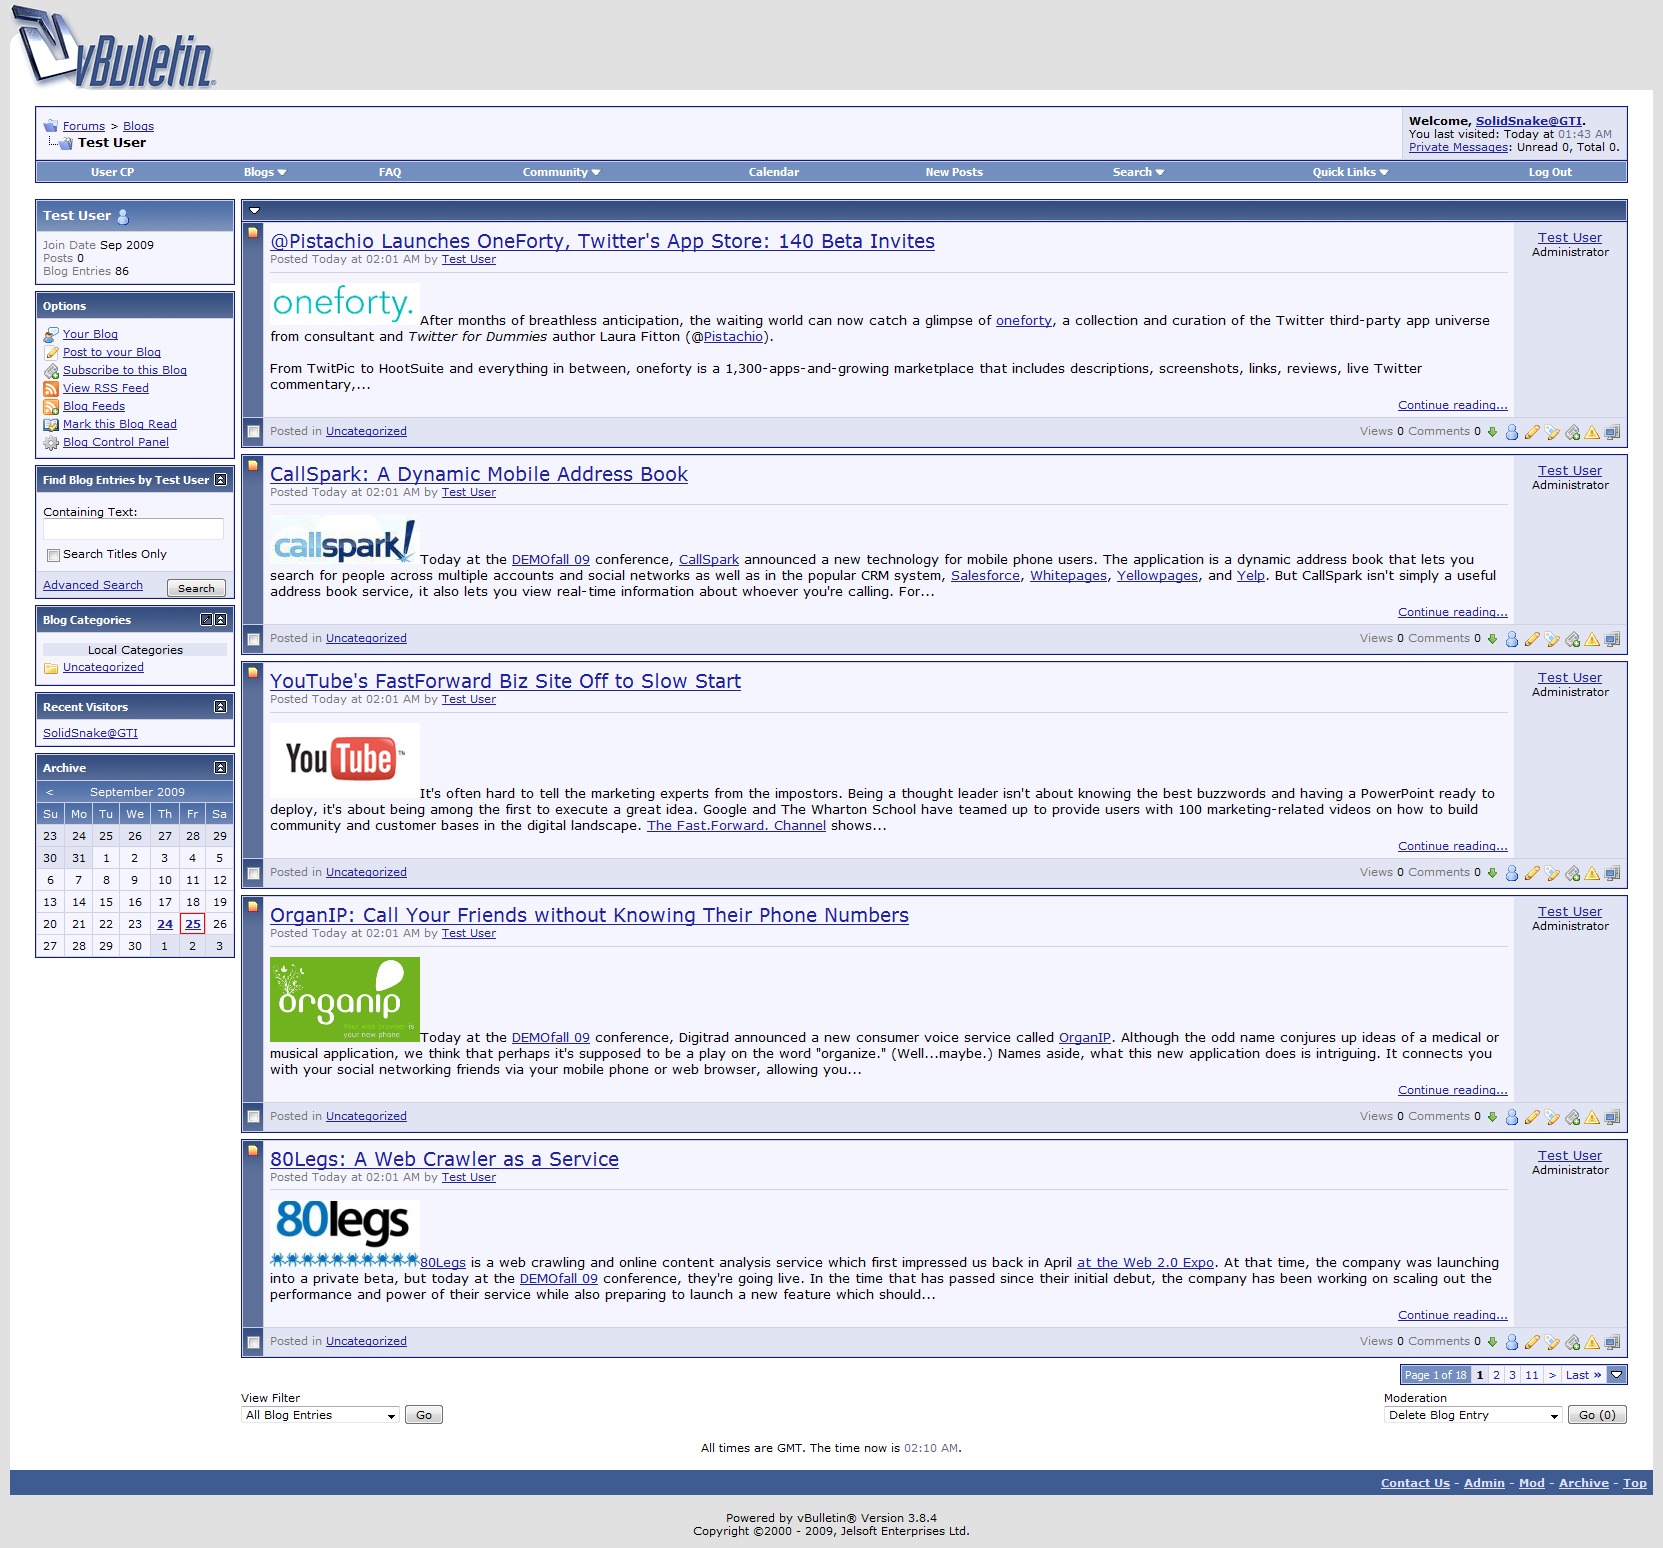 vBulletin®
Forums > Blogs
Test User
Welcome, SolidSnake@GTI.
You last visited: Today at 01:43 AM
Private Messages: Unread 0, Total 0.
User CP Blogs FAQ Community Calendar New Posts Search Quick Links Log Out
Test User
Join Date Sep 2009
Posts 0
Blog Entries 86
Options
Your Blog
Post to your Blog
Subscribe to this Blog
View RSS Feed
Blog Feeds
Mark this Blog Read
Blog Control Panel
Find Blog Entries by Test User
Containing Text:
Search Titles Only
Advanced Search Search
Blog Categories
Local Categories
Uncategorized
Recent Visitors
SolidSnake@GTI
Archive
< September 2009
Su Mo Tu We Th Fr Sa
23 24 25 26 27 28 29
30 31 1 2 3 4 5
6 7 8 9 10 11 12
13 14 15 16 17 18 19
20 21 22 23 24 25 26
27 28 29 30 1 2 3
@Pistachio Launches OneForty, Twitter's App Store: 140 Beta Invites
Posted Today at 02:01 AM by Test User
Test User
Administrator
oneforty.
After months of breathless anticipation, the waiting world can now catch a glimpse of oneforty, a collection and curation of the Twitter third-party app universe
from consultant and Twitter for Dummies author Laura Fitton (@Pistachio).
From TwitPic to HootSuite and everything in between, oneforty is a 1,300-apps-and-growing marketplace that includes descriptions, screenshots, links, reviews, live Twitter
commentary,...
Continue reading...
Posted in Uncategorized Views 0 Comments 0
CallSpark: A Dynamic Mobile Address Book
Posted Today at 02:01 AM by Test User
Test User
Administrator
callspark!
Today at the DEMOfall 09 conference, CallSpark announced a new technology for mobile phone users. The application is a dynamic address book that lets you
search for people across multiple accounts and social networks as well as in the popular CRM system, Salesforce, Whitepages, Yellowpages, and Yelp. But CallSpark isn't simply a useful
address book service, it also lets you view real-time information about whoever you're calling. For...
Continue reading...
Posted in Uncategorized Views 0 Comments 0
YouTube's FastForward Biz Site Off to Slow Start
Posted Today at 02:01 AM by Test User
Test User
Administrator
YouTube™
It's often hard to tell the marketing experts from the impostors. Being a thought leader isn't about knowing the best buzzwords and having a PowerPoint ready to
deploy, it's about being among the first to execute a great idea. Google and The Wharton School have teamed up to provide users with 100 marketing-related videos on how to build
community and customer bases in the digital landscape. The Fast.Forward. Channel shows...
Continue reading...
Posted in Uncategorized Views 0 Comments 0
OrganIP: Call Your Friends without Knowing Their Phone Numbers
Posted Today at 02:01 AM by Test User
Test User
Administrator
organip
Your web browser is
your new phone
Today at the DEMOfall 09 conference, Digitrad announced a new consumer voice service called OrganIP. Although the odd name conjures up ideas of a medical or
musical application, we think that perhaps it's supposed to be a play on the word "organize." (Well...maybe.) Names aside, what this new application does is intriguing. It connects you
with your social networking friends via your mobile phone or web browser, allowing you...
Continue reading...
Posted in Uncategorized Views 0 Comments 0
80Legs: A Web Crawler as a Service
Posted Today at 02:01 AM by Test User
Test User
Administrator
80legs
80Legs is a web crawling and online content analysis service which first impressed us back in April at the Web 2.0 Expo. At that time, the company was launching
into a private beta, but today at the DEMOfall 09 conference, they're going live. In the time that has passed since their initial debut, the company has been working on scaling out the
performance and power of their service while also preparing to launch a new feature which should...
Continue reading...
Posted in Uncategorized Views 0 Comments 0
Page 1 of 18 1 2 3 11 > Last »
View Filter
All Blog Entries Go
Moderation
Delete Blog Entry Go (0)
All times are GMT. The time now is 02:10 AM.
Contact Us - Admin - Mod - Archive - Top
Powered by vBulletin® Version 3.8.4
Copyright ©2000 - 2009, Jelsoft Enterprises Ltd.